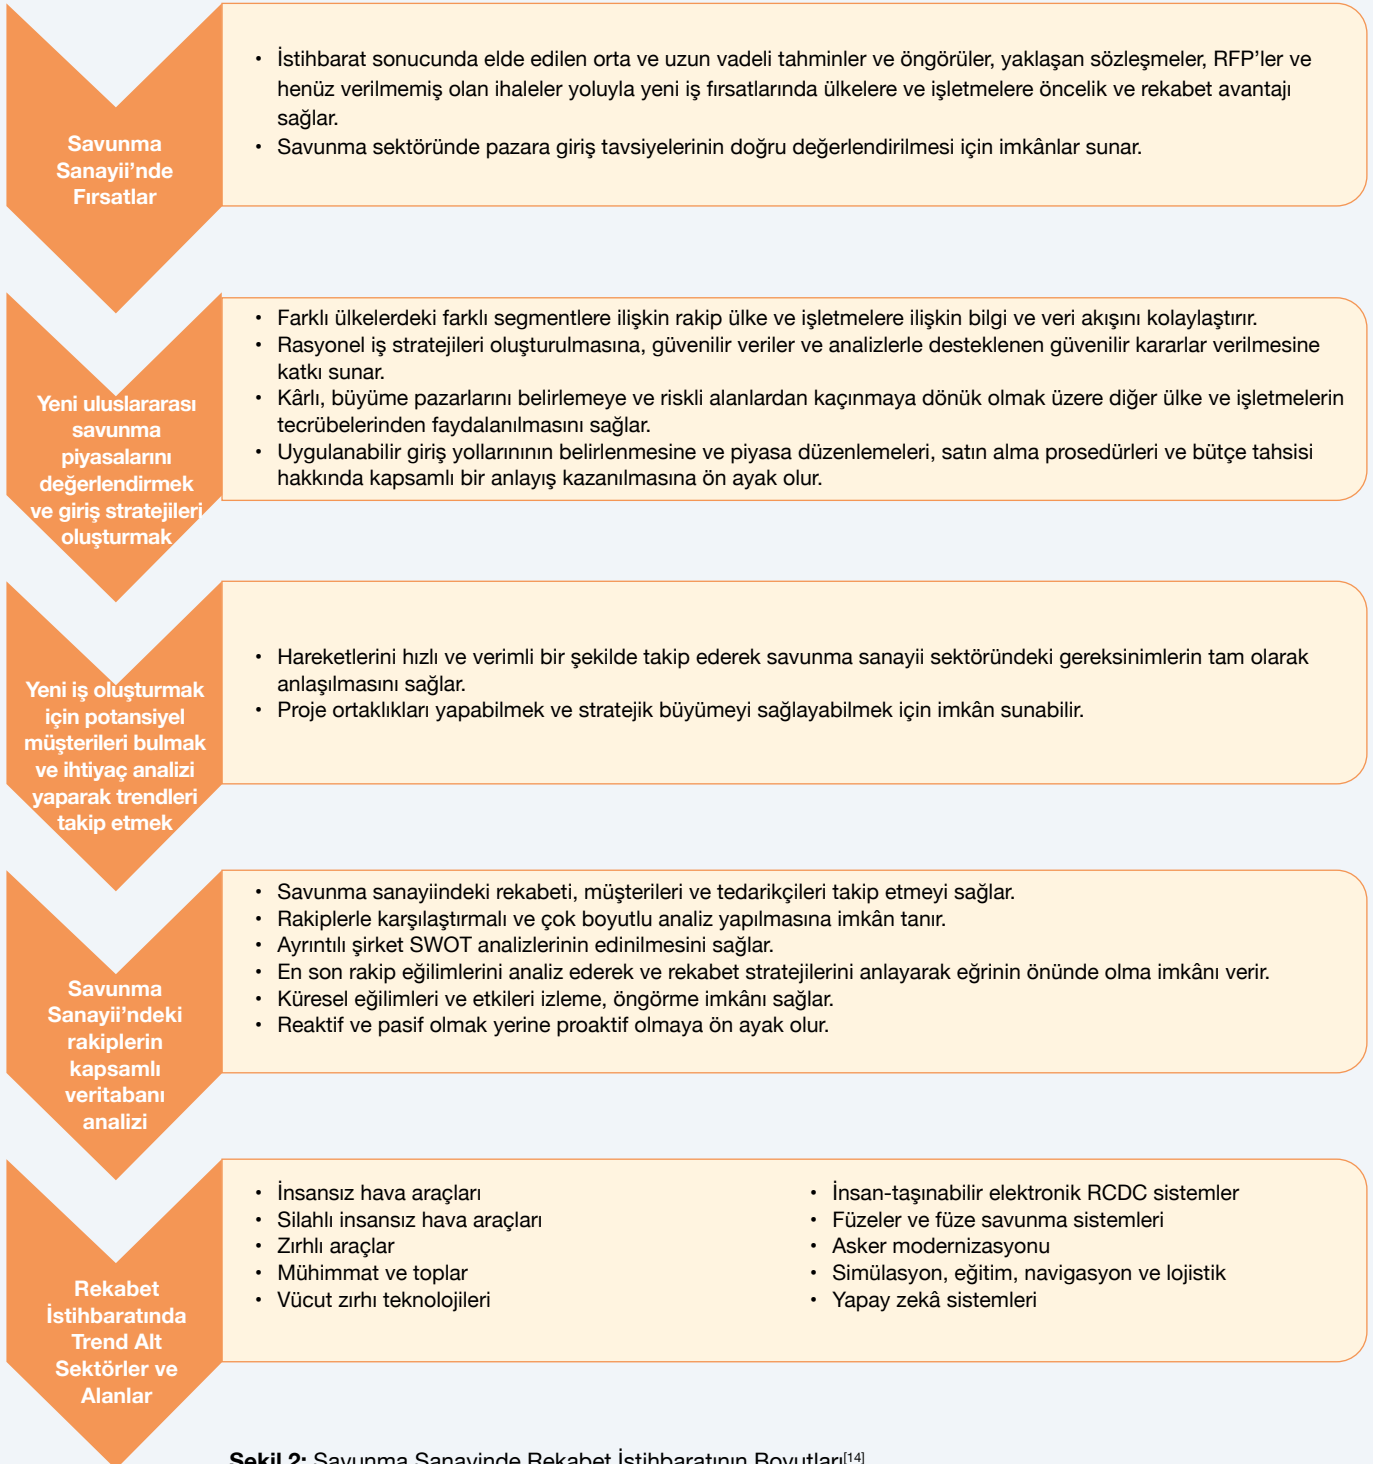 Savunma
Sanayii’nde
Fırsatlar
• İstihbarat sonucunda elde edilen orta ve uzun vadeli tahminler ve öngörüler, yaklaşan sözleşmeler, RFP’ler ve
henüz verilmemiş olan ihaleler yoluyla yeni iş fırsatlarında ülkelere ve işletmelere öncelik ve rekabet avantajı
sağlar.
• Savunma sektöründe pazara giriş tavsiyelerinin doğru değerlendirilmesi için imkânlar sunar.
Yeni uluslararası
savunma
piyasalarını
değerlendirmek
ve giriş stratejileri
oluşturmak
• Farklı ülkelerdeki farklı segmentlere ilişkin rakip ülke ve işletmelere ilişkin bilgi ve veri akışını kolaylaştırır.
• Rasyonel iş stratejileri oluşturulmasına, güvenilir veriler ve analizlerle desteklenen güvenilir kararlar verilmesine
katkı sunar.
• Kârlı, büyüme pazarlarını belirlemeye ve riskli alanlardan kaçınmaya dönük olmak üzere diğer ülke ve işletmelerin
tecrübelerinden faydalanılmasını sağlar.
• Uygulanabilir giriş yollarınının belirlenmesine ve piyasa düzenlemeleri, satın alma prosedürleri ve bütçe tahsisi
hakkında kapsamlı bir anlayış kazanılmasına ön ayak olur.
Yeni iş oluşturmak
için potansiyel
müşterileri bulmak
ve ihtiyaç analizi
yaparak trendleri
takip etmek
• Hareketlerini hızlı ve verimli bir şekilde takip ederek savunma sanayii sektöründeki gereksinimlerin tam olarak
anlaşılmasını sağlar.
• Proje ortaklıkları yapabilmek ve stratejik büyümeyi sağlayabilmek için imkân sunabilir.
Savunma
Sanayii’ndeki
rakiplerin
kapsamlı
veritabanı
analizi
• Savunma sanayiindeki rekabeti, müşterileri ve tedarikçileri takip etmeyi sağlar.
• Rakiplerle karşılaştırmalı ve çok boyutlu analiz yapılmasına imkân tanır.
• Ayrıntılı şirket SWOT analizlerinin edinilmesini sağlar.
• En son rakip eğilimlerini analiz ederek ve rekabet stratejilerini anlayarak eğrinin önünde olma imkânı verir.
• Küresel eğilimleri ve etkileri izleme, öngörme imkânı sağlar.
• Reaktif ve pasif olmak yerine proaktif olmaya ön ayak olur.
Rekabet
İstihbaratında
Trend Alt
Sektörler ve
Alanlar
• İnsansız hava araçları
• Silahlı insansız hava araçları
• Zırhlı araçlar
• Mühimmat ve toplar
• Vücut zırhı teknolojileri
• İnsan-taşınabilir elektronik RCDC sistemler
• Füzeler ve füze savunma sistemleri
• Asker modernizasyonu
• Simülasyon, eğitim, navigasyon ve lojistik
• Yapay zekâ sistemleri
Şekil 2: Savunma Sanayinde Rekabet İstihbaratının Boyutları[14]